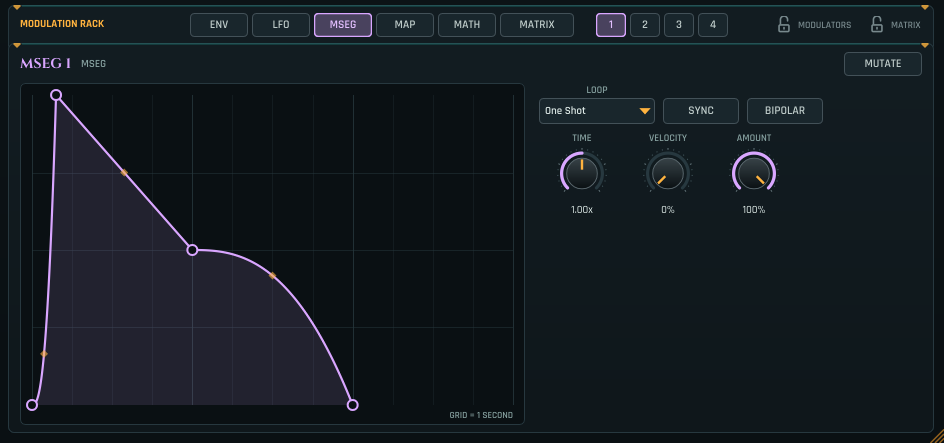 MODULATION RACK
ENV LFO MSEG MAP MATH MATRIX 1 2 3 4 MODULATORS MATRIX
MSEG 1 MSEG MUTATE
LOOP
One Shot SYNC BIPOLAR
TIME VELOCITY AMOUNT
1.00x 0% 100%
GRID = 1 SECOND